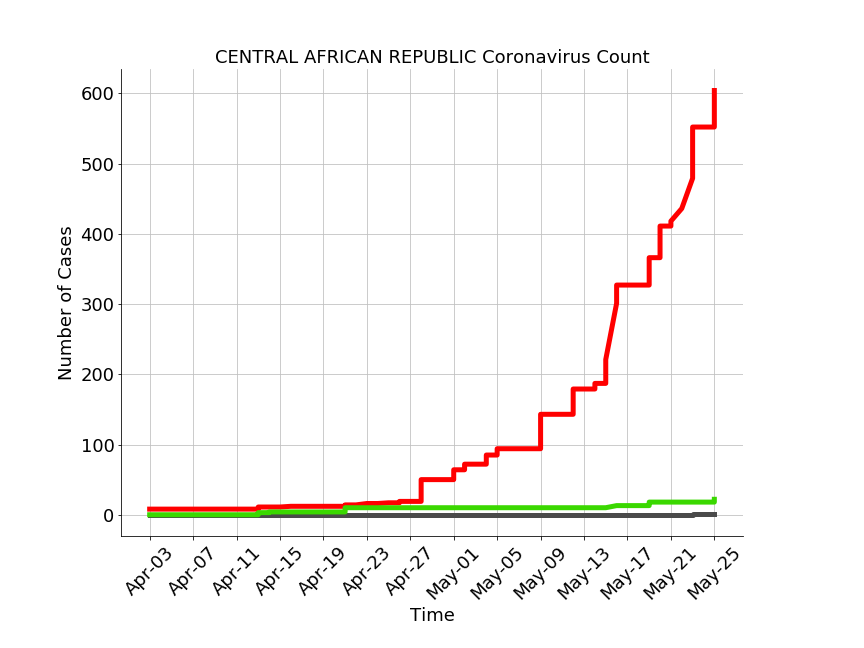 CENTRAL AFRICAN REPUBLIC Coronavirus Count
600
500
400
300
200
100
0
Number of Cases
Apr-03
Apr-07
Apr-11
Apr-15
Apr-19
Apr-23
Apr-27
May-01
May-05
May-09
May-13
May-17
May-21
May-25
Time